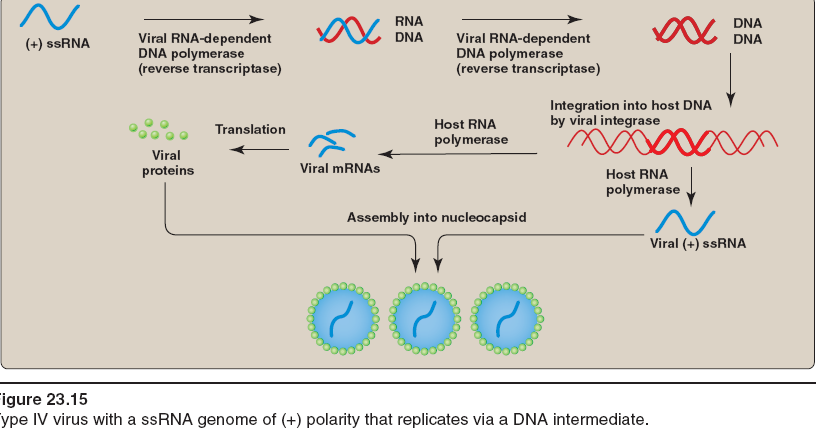 (+) ssRNA
Viral RNA-dependent
DNA polymerase
(reverse transcriptase)
RNA
DNA
Viral RNA-dependent
DNA polymerase
(reverse transcriptase)
DNA
DNA
Integration into host DNA
by viral integrase
Host RNA
polymerase
Viral mRNAs
Translation
Viral
proteins
Host RNA
polymerase
Viral (+) ssRNA
Assembly into nucleocapsid
igure 23.15
ype IV virus with a ssRNA genome of (+) polarity that replicates via a DNA intermediate.